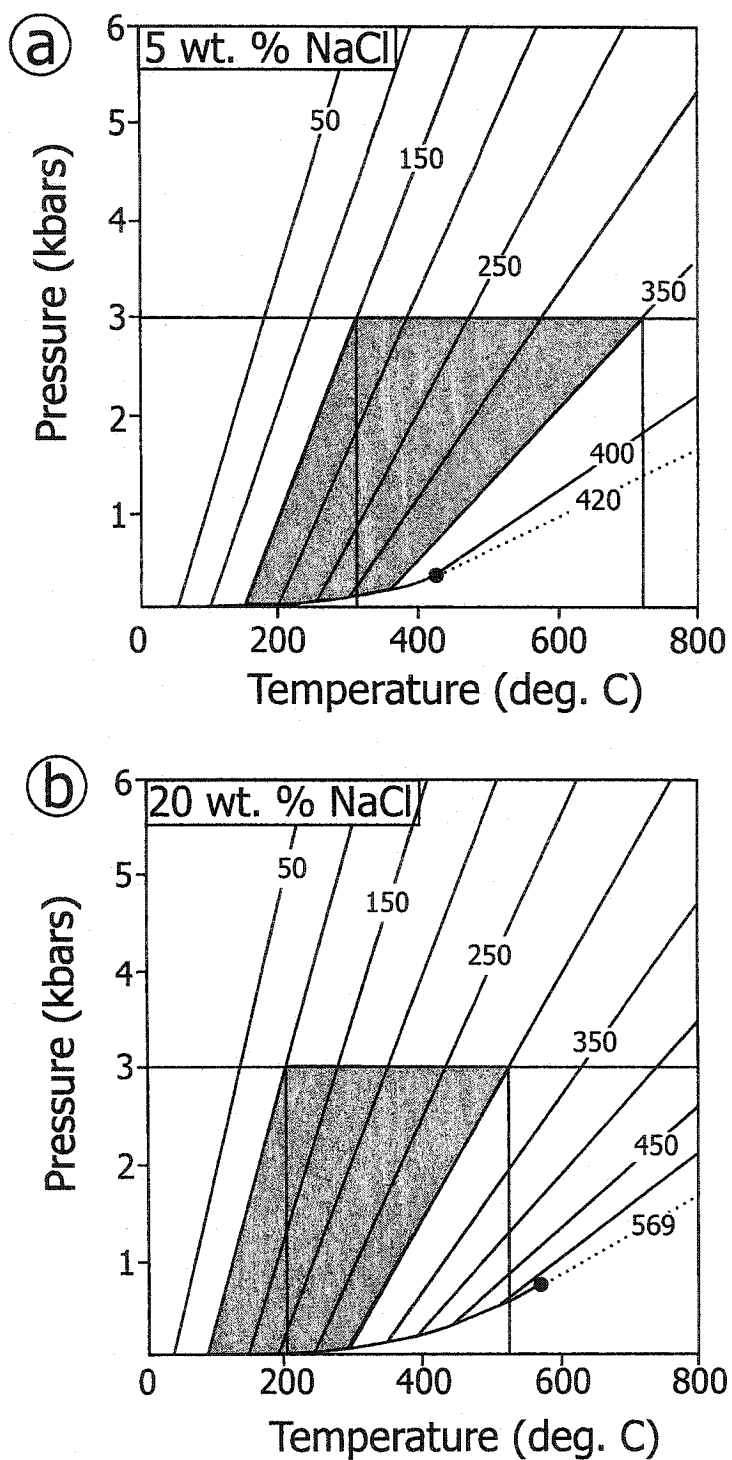 a
5 wt. % NaCl
6
5
4
3
2
1
Pressure (kbars)
50
150
250
350
400
420
0 200 400 600 800
Temperature (deg. C)
b
20 wt. % NaCl
6
5
4
3
2
1
Pressure (kbars)
50
150
250
350
450
569
0 200 400 600 800
Temperature (deg. C)